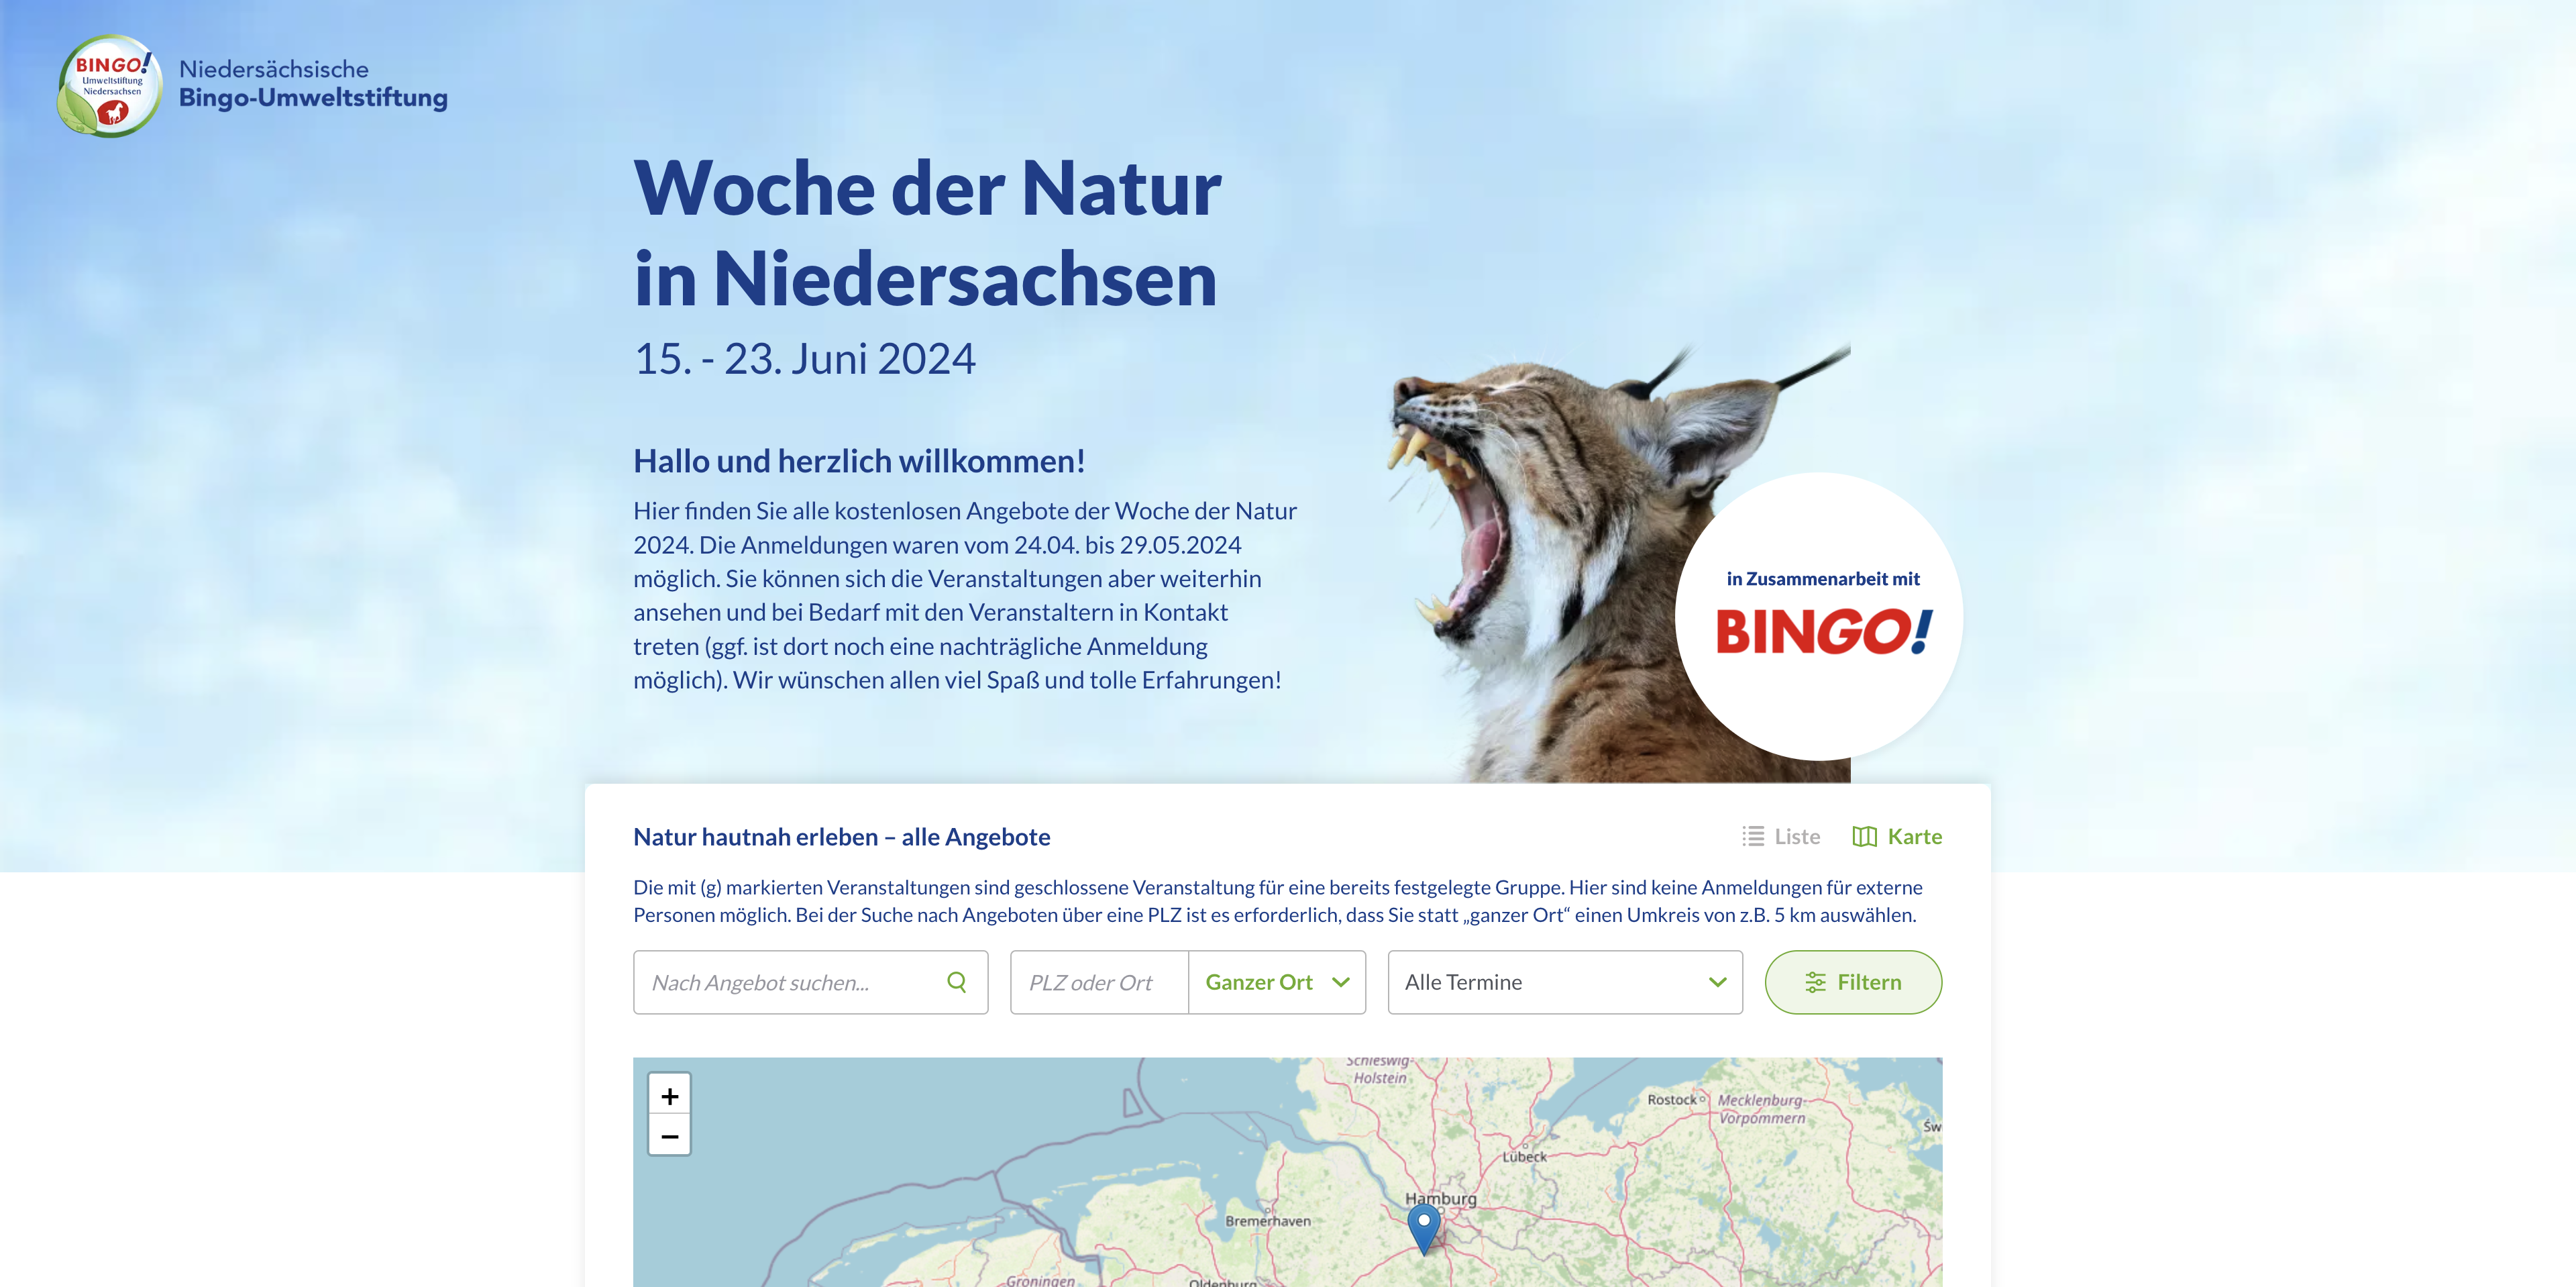 BINGO!
Umweltstiftung
Niedersachsen
Niedersächsische
Bingo-Umweltstiftung
Woche der Natur
in Niedersachsen
15. - 23. Juni 2024
Hallo und herzlich willkommen!
Hier finden Sie alle kostenlosen Angebote der Woche der Natur
2024. Die Anmeldungen waren vom 24.04. bis 29.05.2024
möglich. Sie können sich die Veranstaltungen aber weiterhin
ansehen und bei Bedarf mit den Veranstaltern in Kontakt
treten (ggf. ist dort noch eine nachträgliche Anmeldung
möglich). Wir wünschen allen viel Spaß und tolle Erfahrungen!
in Zusammenarbeit mit
BINGO!
Natur hautnah erleben – alle Angebote
Liste
Karte
Die mit (g) markierten Veranstaltungen sind geschlossene Veranstaltung für eine bereits festgelegte Gruppe. Hier sind keine Anmeldungen für externe
Personen möglich. Bei der Suche nach Angeboten über eine PLZ ist es erforderlich, dass Sie statt „ganzer Ort“ einen Umkreis von z.B. 5 km auswählen.
Nach Angebot suchen...
PLZ oder Ort
Ganzer Ort
Alle Termine
Filtern
+
−
Schleswig-
Holstein
Rostock
Mecklenburg-
Vorpommern
Św
Lübeck
Hamburg
Bremerhaven
Groningen
Oldenburg